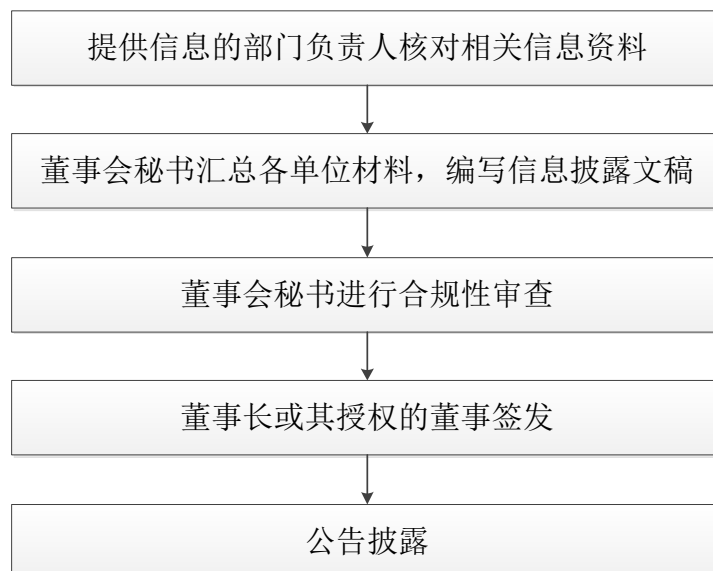 提供信息的部门负责人核对相关信息资料
董事会秘书汇总各单位材料，编写信息披露文稿
董事会秘书进行合规性审查
董事长或其授权的董事签发
公告披露